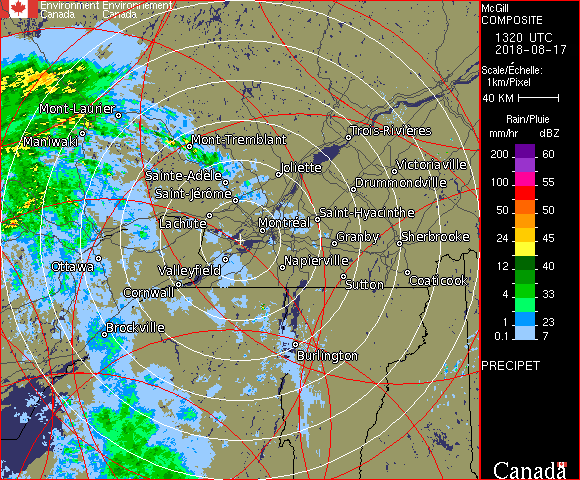 Environment Environnement
Canada Canada
McGill
COMPOSITE
1320 UTC
2018-08-17
Scale/Échelle:
1km/Pixel
40 KM
Rain/Pluie
mm/hr dBZ
200 60
150 57
100 55
50 50
24 45
12 40
4 33
1 23
0.1 7
PRECIPET
Canada
Mont-Laurier
Maniwaki
Mont-Tremblant
Trois-Rivières
Sainte-Adèle
Joliette
Victoriaville
Saint-Jérôme
Drummondville
Lachute
Montréal
Saint-Hyacinthe
Granby
Sherbrooke
Ottawa
Valleyfield
Napierville
Cornwall
Sutton
Coaticook
Brockville
Burlington